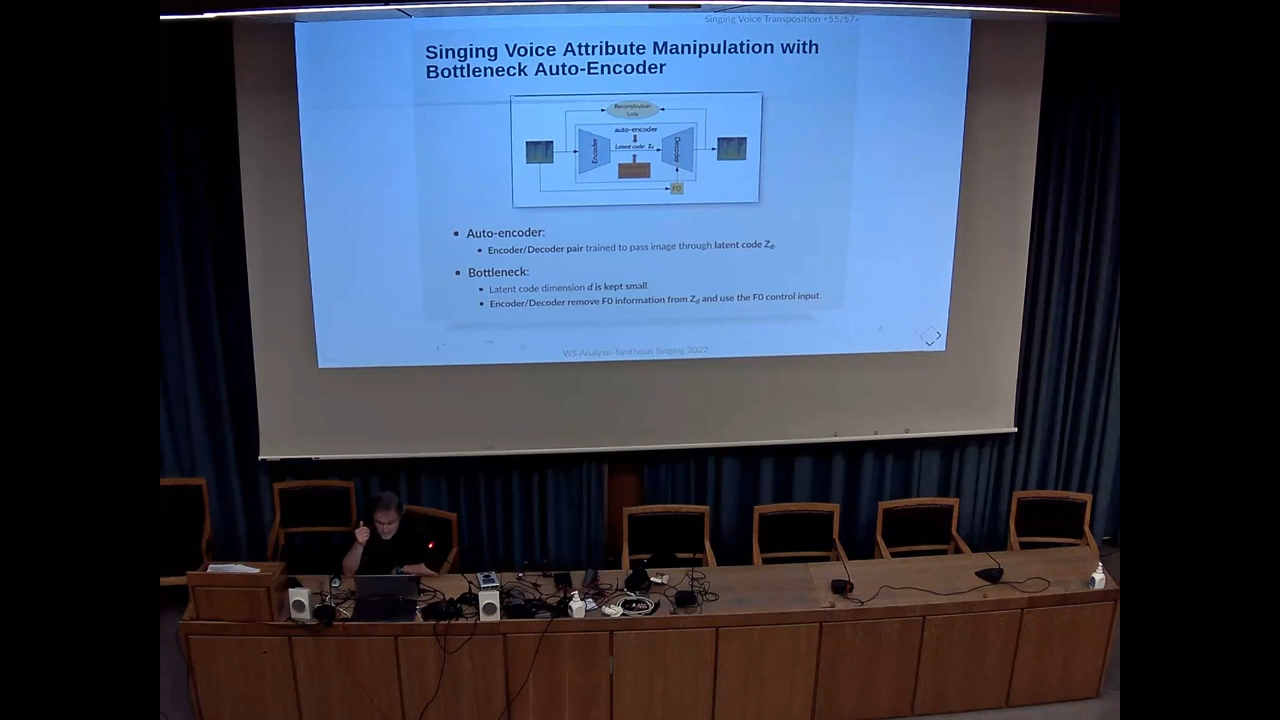 Singing Voice Transposition <55/57>
Singing Voice Attribute Manipulation with
Bottleneck Auto-Encoder
Reconstruction
Loss
auto-encoder
Encoder
Latent code: Zd
Decoder
F0
• Auto-encoder:
• Encoder/Decoder pair trained to pass image through latent code Zd.
• Bottleneck:
• Latent code dimension d is kept small.
• Encoder/Decoder remove F0 information from Zd and use the F0 control input.
WS Analysis-Synthesis Singing 2022